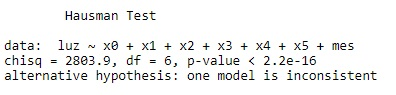 Hausman Test
data: luz ~ x0 + x1 + x2 + x3 + x4 + x5 + mes
chisq = 2803.9, df = 6, p-value < 2.2e-16
alternative hypothesis: one model is inconsistent